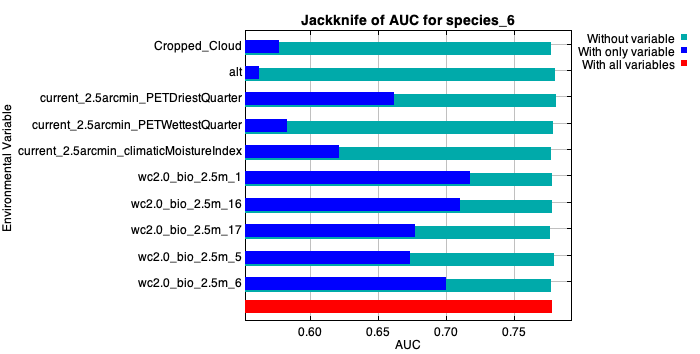 Jackknife of AUC for species_6
Without variable
With only variable
With all variables
Environmental Variable
Cropped_Cloud
alt
current_2.5arcmin_PETDriestQuarter
current_2.5arcmin_PETWettestQuarter
current_2.5arcmin_climaticMoistureIndex
wc2.0_bio_2.5m_1
wc2.0_bio_2.5m_16
wc2.0_bio_2.5m_17
wc2.0_bio_2.5m_5
wc2.0_bio_2.5m_6
0.60 0.65 0.70 0.75
AUC